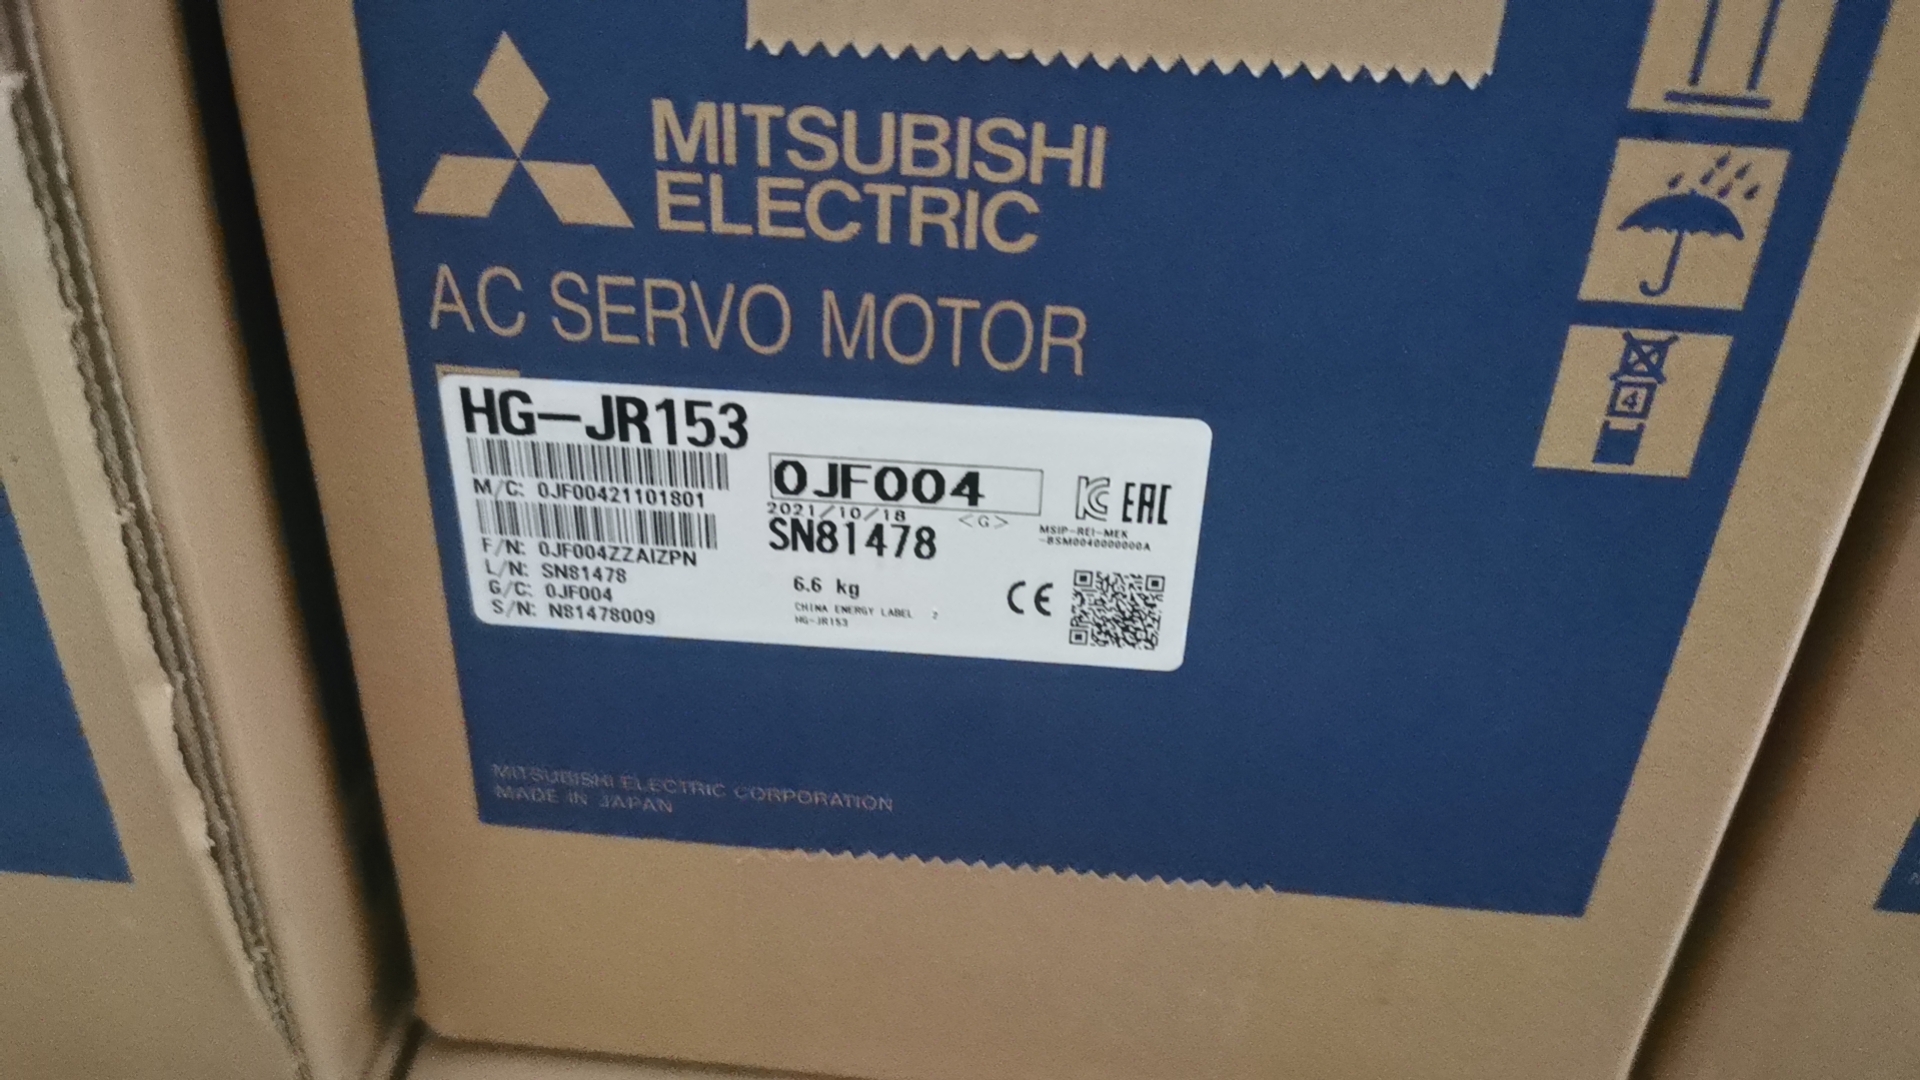 MITSUBISHI
ELECTRIC
AC SERVO MOTOR
HG-JR153
M/C: 0JF00421101801
F/N: 0JF004ZZAIZPN
L/N: SN81478
G/C: 0JF004
S/N: N81478009
0JF004
2021/10/18 <G>
SN81478
6.6 kg
CHINA ENERGY LABEL 2
HG-JR153
EAC
MSIP-REI-MEK
-BSM0040000000A
CE
4
MITSUBISHI ELECTRIC CORPORATION
MADE IN JAPAN